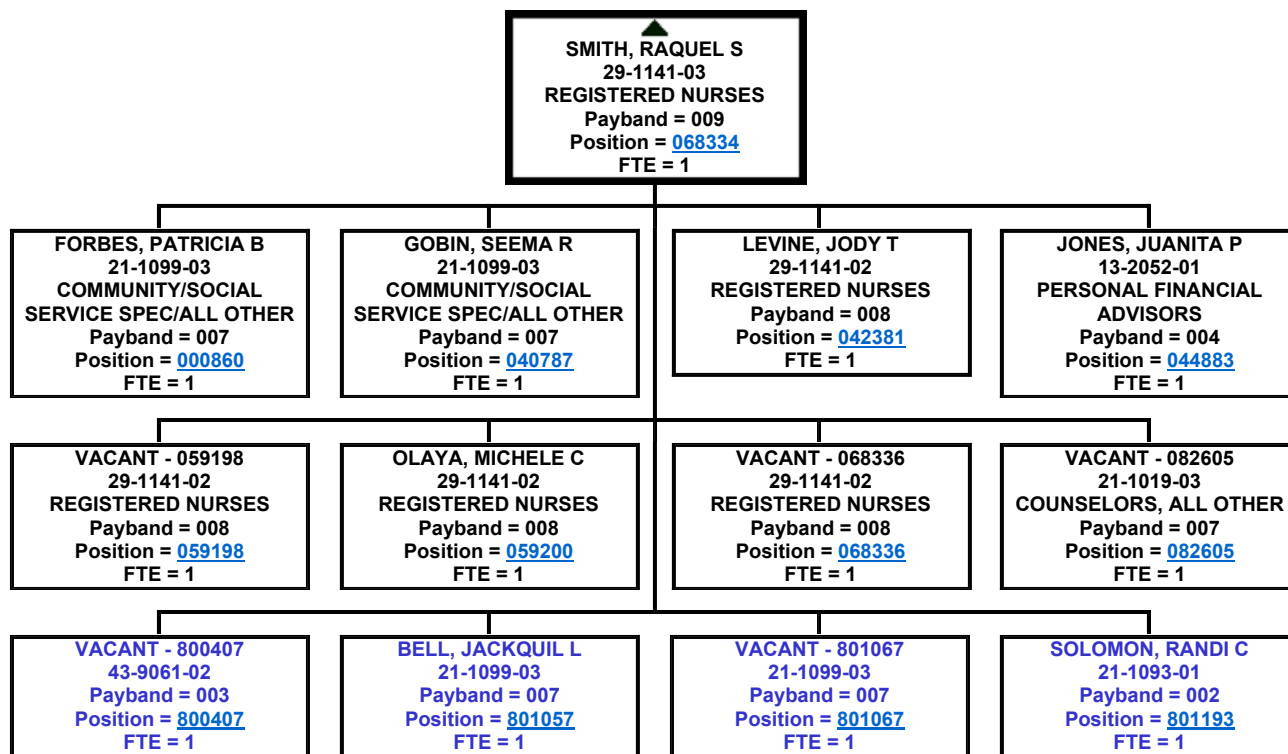 SMITH, RAQUEL S
29-1141-03
REGISTERED NURSES
Payband = 009
Position = 068334
FTE = 1
FORBES, PATRICIA B
21-1099-03
COMMUNITY/SOCIAL
SERVICE SPEC/ALL OTHER
Payband = 007
Position = 000860
FTE = 1
GOBIN, SEEMA R
21-1099-03
COMMUNITY/SOCIAL
SERVICE SPEC/ALL OTHER
Payband = 007
Position = 040787
FTE = 1
LEVINE, JODY T
29-1141-02
REGISTERED NURSES
Payband = 008
Position = 042381
FTE = 1
JONES, JUANITA P
13-2052-01
PERSONAL FINANCIAL
ADVISORS
Payband = 004
Position = 044883
FTE = 1
VACANT - 059198
29-1141-02
REGISTERED NURSES
Payband = 008
Position = 059198
FTE = 1
OLAYA, MICHELE C
29-1141-02
REGISTERED NURSES
Payband = 008
Position = 059200
FTE = 1
VACANT - 068336
29-1141-02
REGISTERED NURSES
Payband = 008
Position = 068336
FTE = 1
VACANT - 082605
21-1019-03
COUNSELORS, ALL OTHER
Payband = 007
Position = 082605
FTE = 1
VACANT - 800407
43-9061-02
Payband = 003
Position = 800407
FTE = 1
BELL, JACKQUIL L
21-1099-03
Payband = 007
Position = 801057
FTE = 1
VACANT - 801067
21-1099-03
Payband = 007
Position = 801067
FTE = 1
SOLOMON, RANDI C
21-1093-01
Payband = 002
Position = 801193
FTE = 1